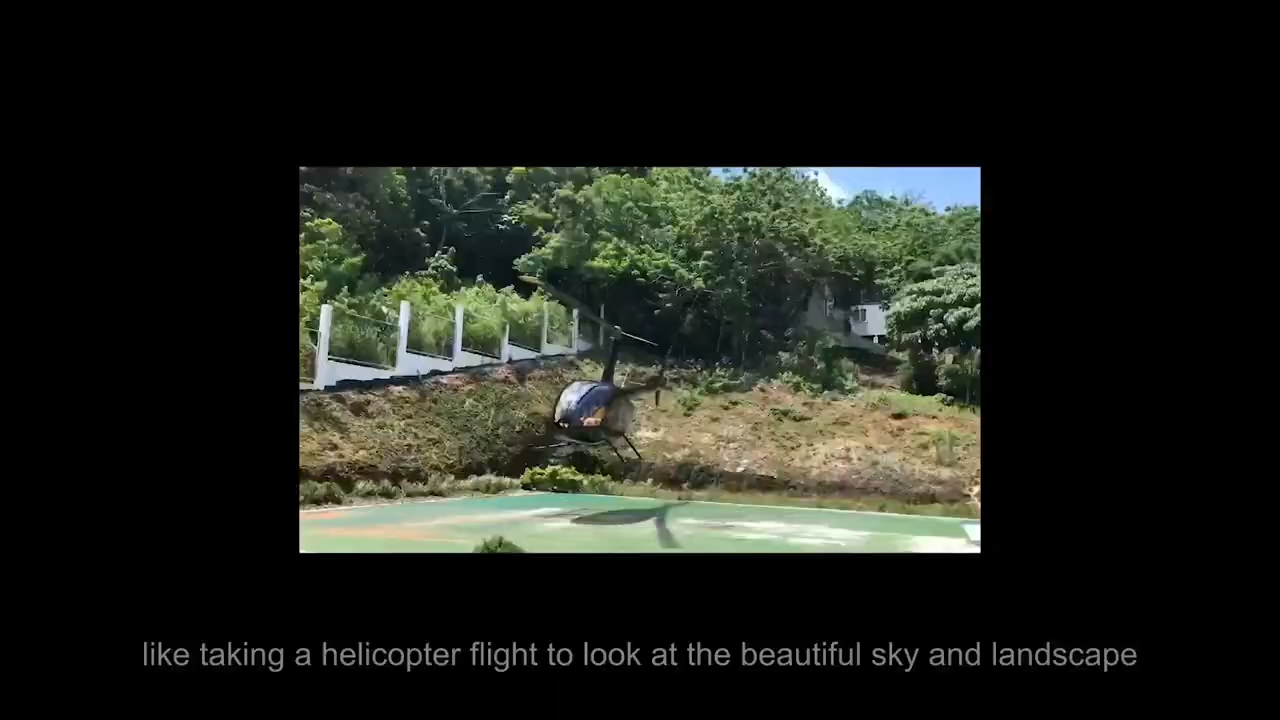 like taking a helicopter flight to look at the beautiful sky and landscape